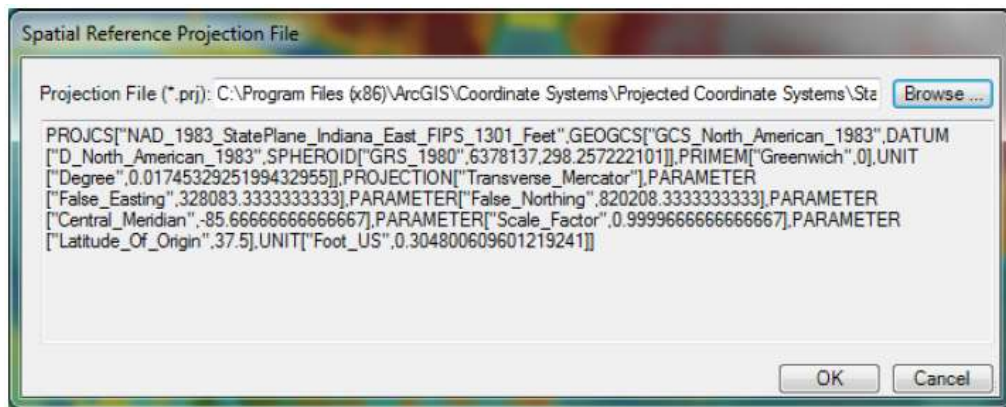 Spatial Reference Projection File
Projection File (*.prj): C:\Program Files (x86)\ArcGIS\Coordinate Systems\Projected Coordinate Systems\Sta Browse ...
PROJCS["NAD_1983_StatePlane_Indiana_East_FIPS_1301_Feet",GEOGCS["GCS_North_American_1983",DATUM
["D_North_American_1983",SPHEROID["GRS_1980",6378137,298.257222101]],PRIMEM["Greenwich",0],UNIT
["Degree",0.0174532925199432955]],PROJECTION["Transverse_Mercator"],PARAMETER
["False_Easting",328083.3333333333],PARAMETER["False_Northing",820208.3333333333],PARAMETER
["Central_Meridian",-85.66666666666667],PARAMETER["Scale_Factor",0.9999666666666667],PARAMETER
["Latitude_Of_Origin",37.5],UNIT["Foot_US",0.304800609601219241]]
OK Cancel